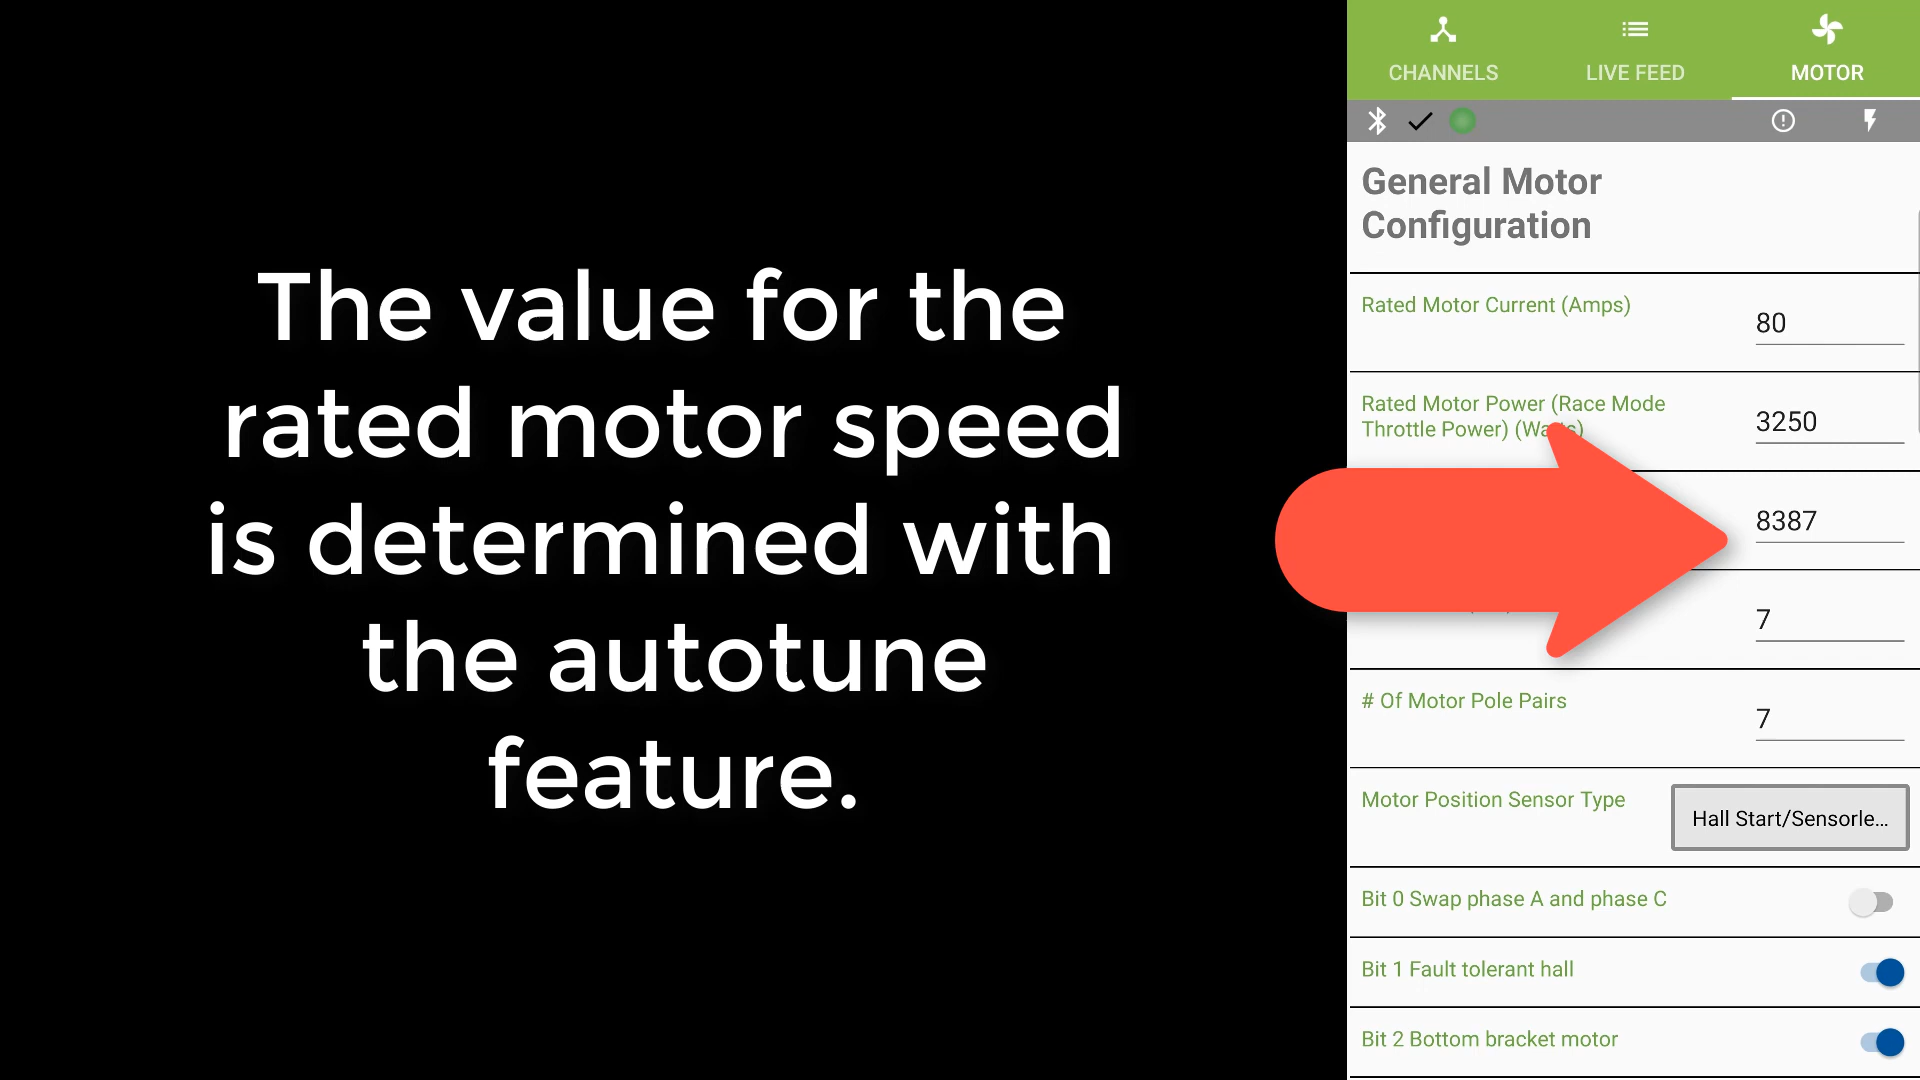 The value for the
rated motor speed
is determined with
the autotune
feature.
CHANNELS
LIVE FEED
MOTOR
General Motor
Configuration
Rated Motor Current (Amps)
80
Rated Motor Power (Race Mode
Throttle Power)
3250
8387
7
# Of Motor Pole Pairs
7
Motor Position Sensor Type
Hall Start/Sensorle...
Bit 0 Swap phase A and phase C
Bit 1 Fault tolerant hall
Bit 2 Bottom bracket motor